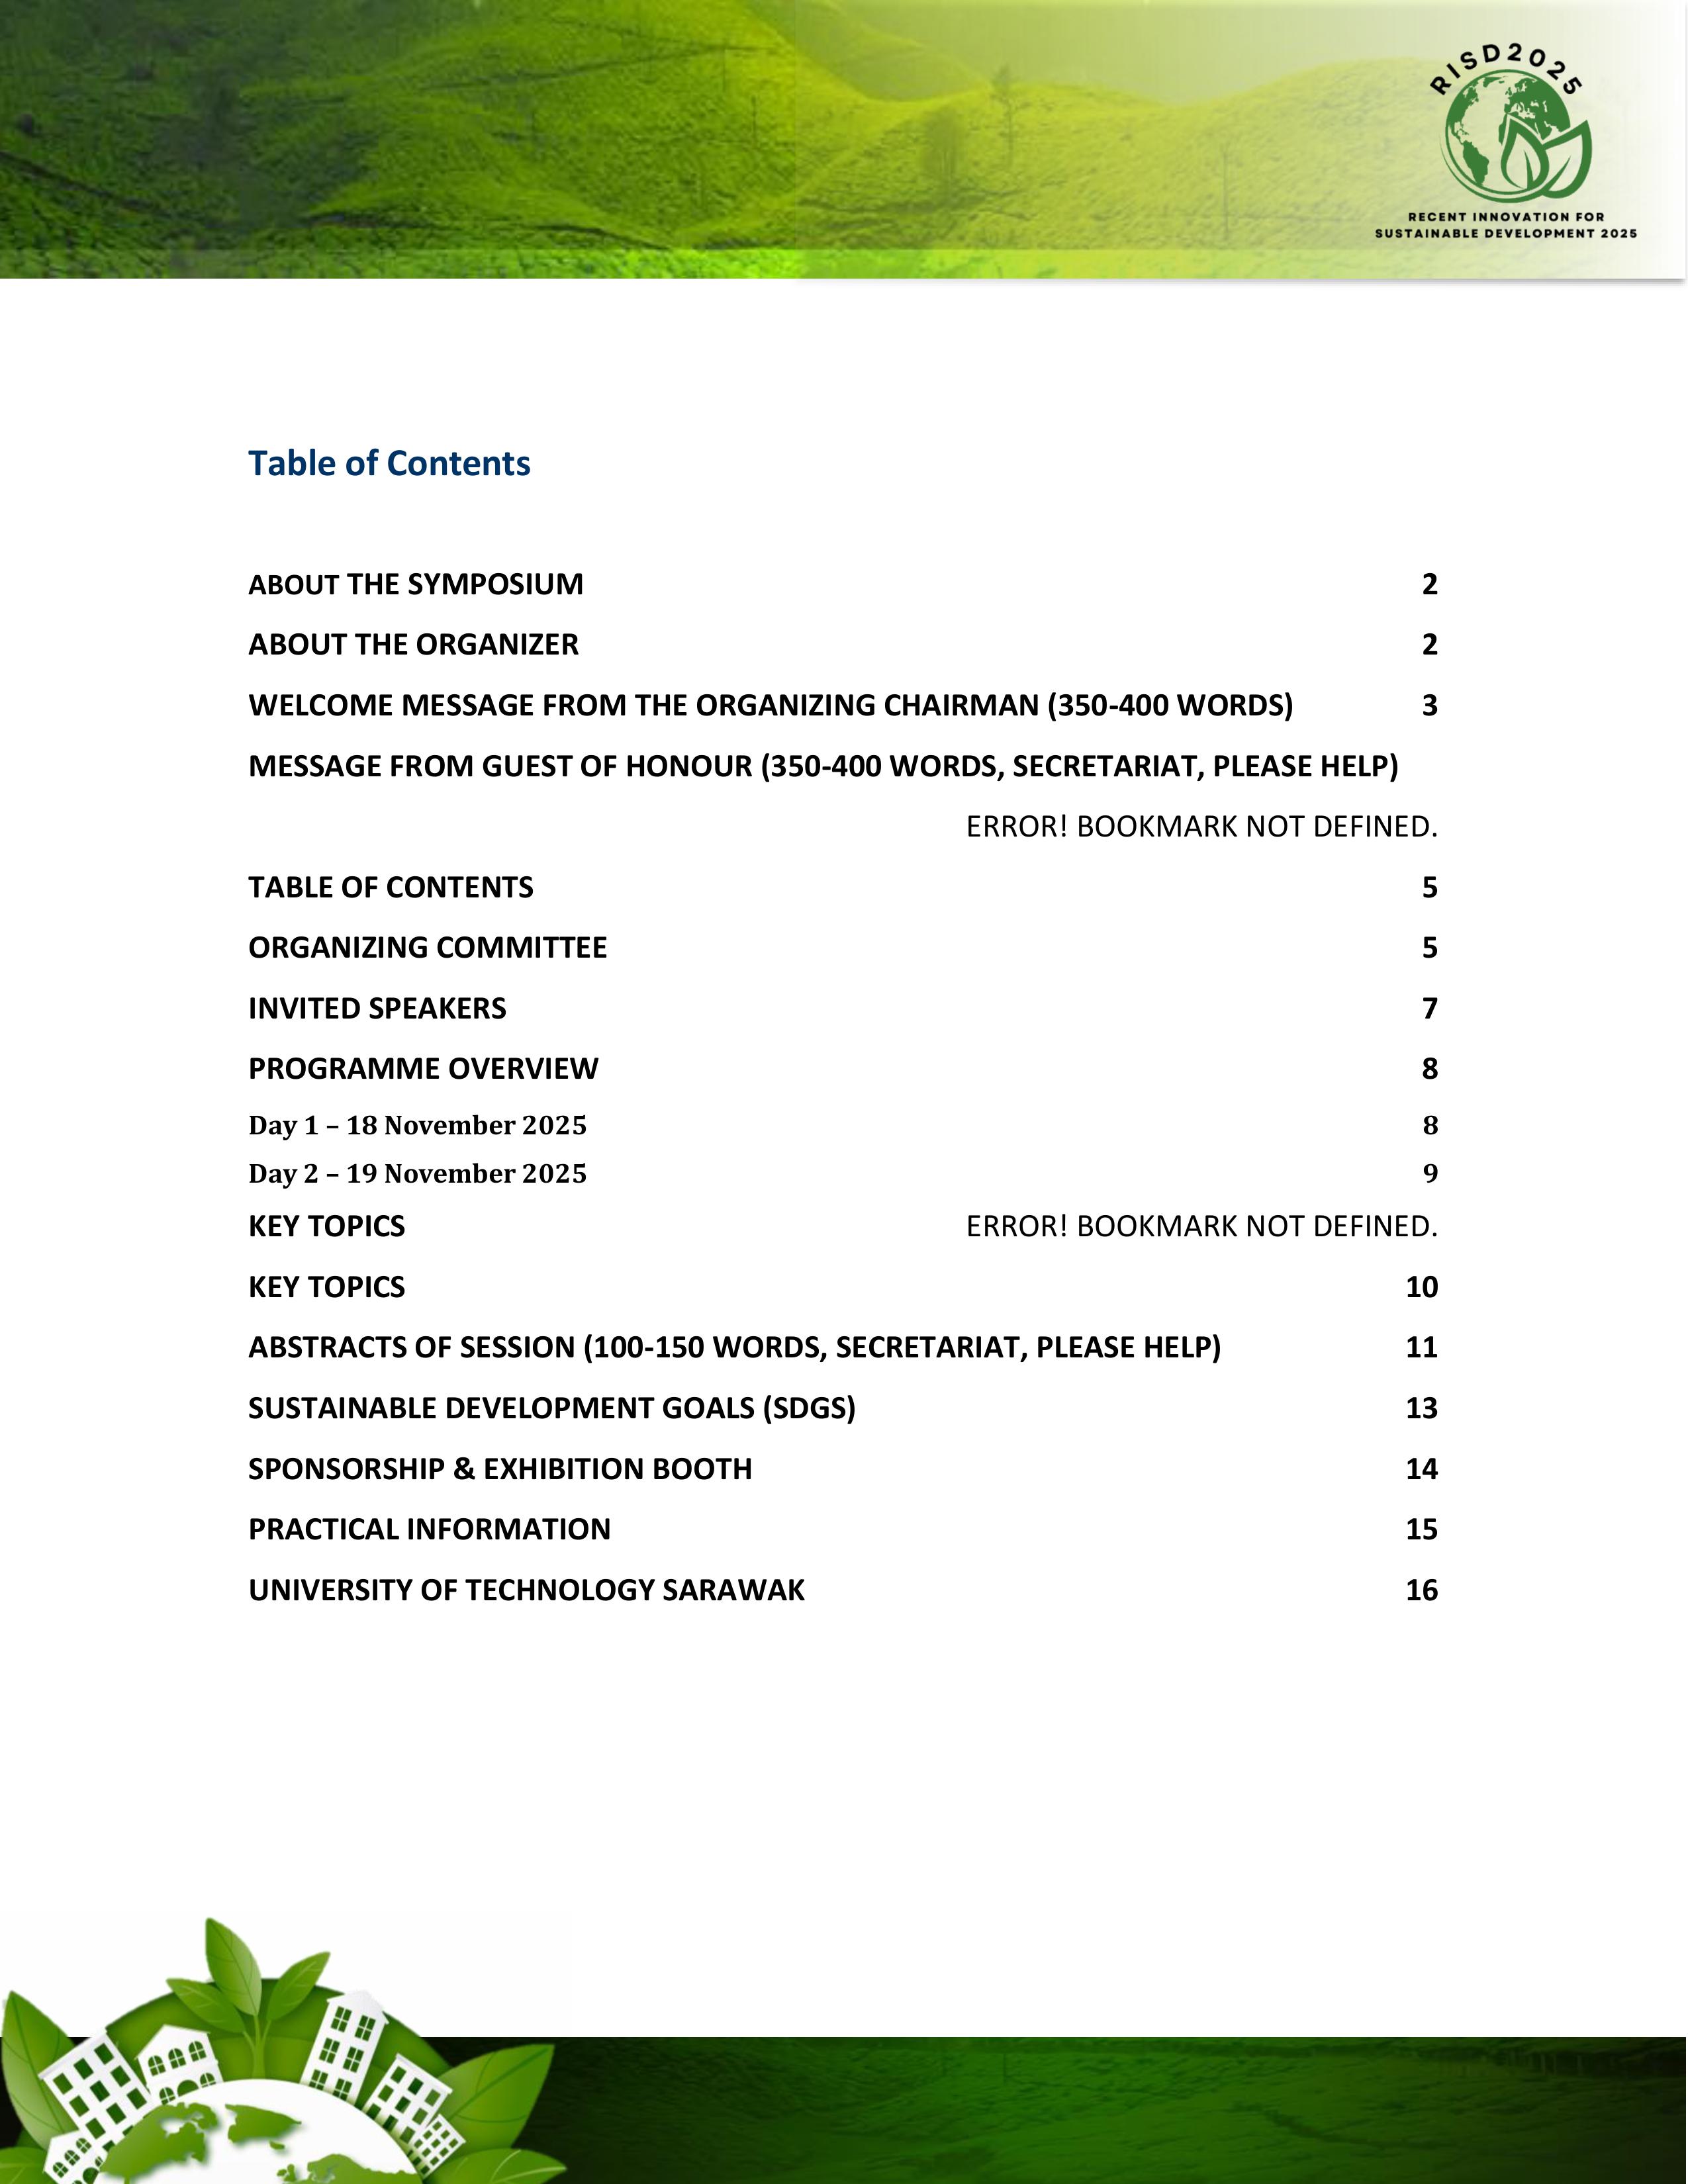 RISD2025
RECENT INNOVATION FOR
SUSTAINABLE DEVELOPMENT 2025
Table of Contents
ABOUT THE SYMPOSIUM 2
ABOUT THE ORGANIZER 2
WELCOME MESSAGE FROM THE ORGANIZING CHAIRMAN (350-400 WORDS) 3
MESSAGE FROM GUEST OF HONOUR (350-400 WORDS, SECRETARIAT, PLEASE HELP)
ERROR! BOOKMARK NOT DEFINED.
TABLE OF CONTENTS 5
ORGANIZING COMMITTEE 5
INVITED SPEAKERS 7
PROGRAMME OVERVIEW 8
Day 1 – 18 November 2025 8
Day 2 – 19 November 2025 9
KEY TOPICS ERROR! BOOKMARK NOT DEFINED.
KEY TOPICS 10
ABSTRACTS OF SESSION (100-150 WORDS, SECRETARIAT, PLEASE HELP) 11
SUSTAINABLE DEVELOPMENT GOALS (SDGS) 13
SPONSORSHIP & EXHIBITION BOOTH 14
PRACTICAL INFORMATION 15
UNIVERSITY OF TECHNOLOGY SARAWAK 16